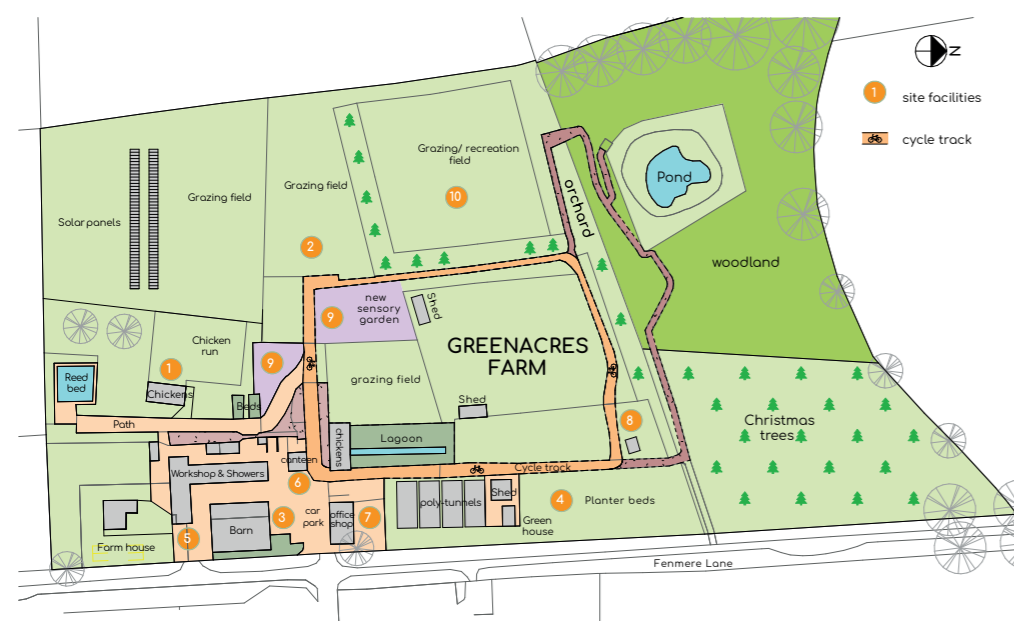 N
1
site facilities
cycle track
Grazing/ recreation
field
10
Pond
orchard
woodland
Solar panels
Grazing field
Grazing field
2
new
sensory
garden
9
Shed
GREENACRES
FARM
Chicken
run
9
1
Reed
bed
Chickens
Beds
Path
grazing field
Shed
8
Christmas
trees
chickens
Lagoon
canteen
Cycle track
Workshop & Showers
6
poly-tunnels
Shed
4
Planter beds
Green
house
Farm house
5
Barn
3
car
park
office
shop
7
Fenmere Lane